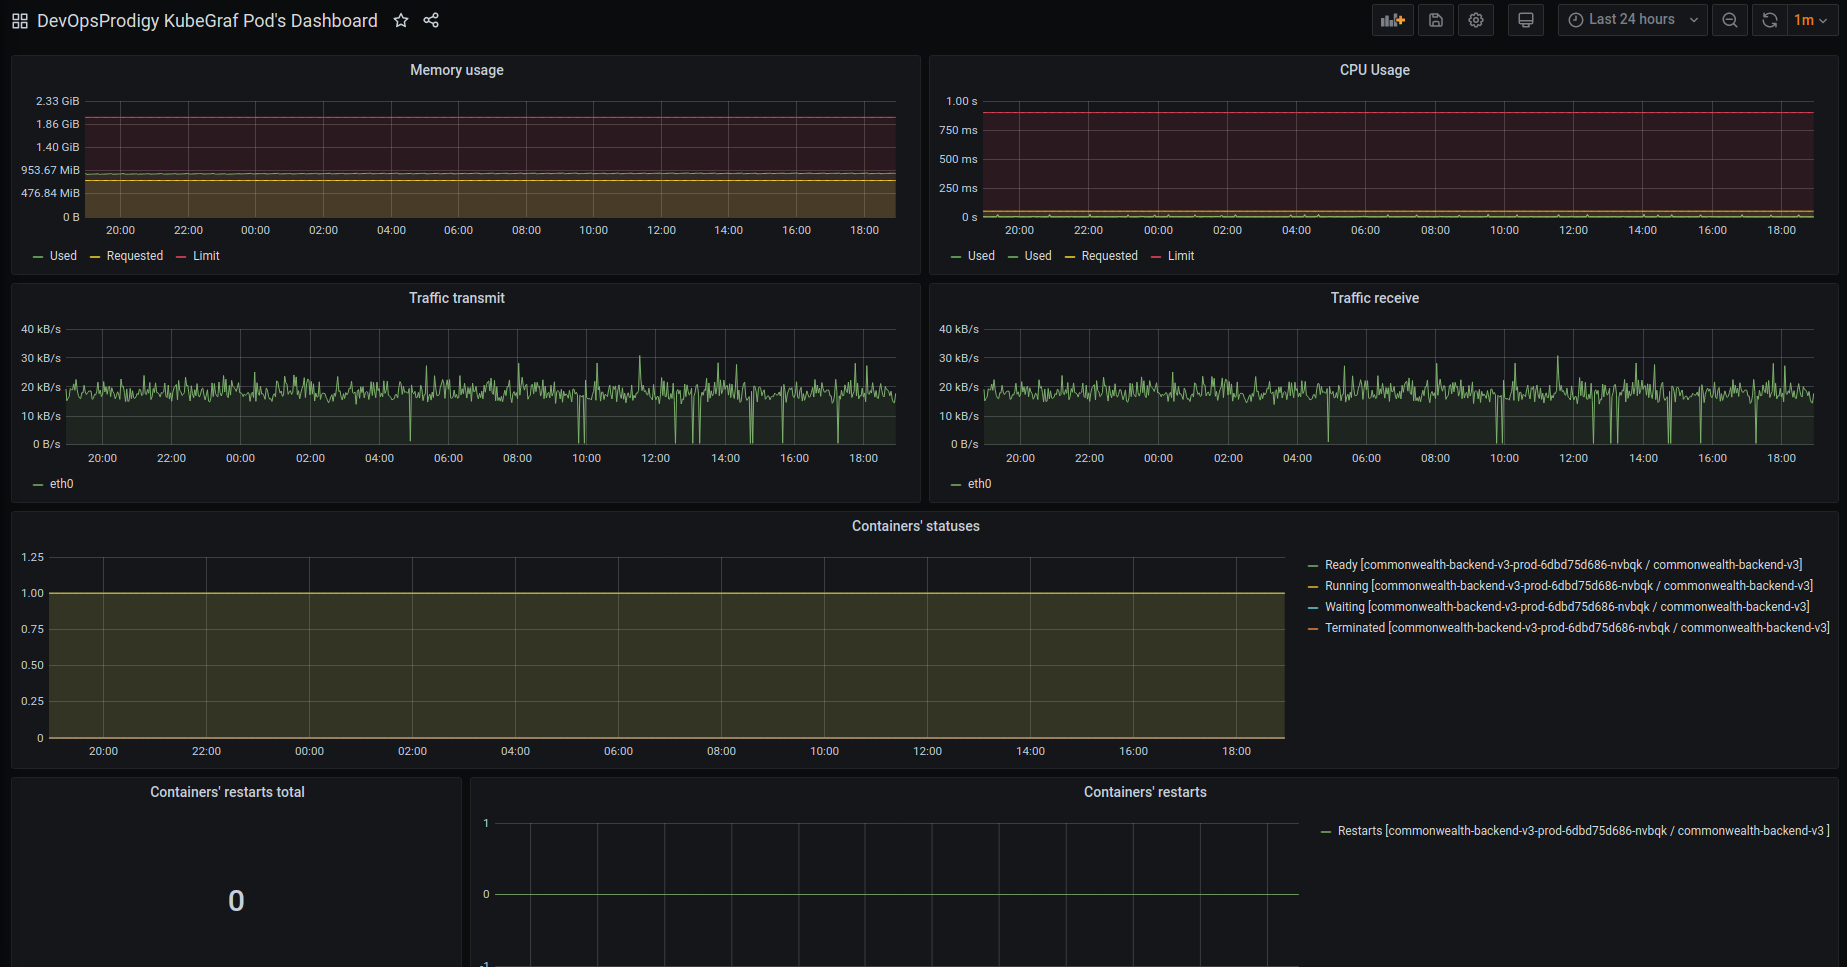 DevOpsProdigy KubeGraf Pod's Dashboard
Last 24 hours
1m
Memory usage
2.33 GiB
1.86 GiB
1.40 GiB
953.67 MiB
476.84 MiB
0 B
20:00 22:00 00:00 02:00 04:00 06:00 08:00 10:00 12:00 14:00 16:00 18:00
Used Requested Limit
CPU Usage
1.00 s
750 ms
500 ms
250 ms
0 s
20:00 22:00 00:00 02:00 04:00 06:00 08:00 10:00 12:00 14:00 16:00 18:00
Used Used Requested Limit
Traffic transmit
40 kB/s
30 kB/s
20 kB/s
10 kB/s
0 B/s
20:00 22:00 00:00 02:00 04:00 06:00 08:00 10:00 12:00 14:00 16:00 18:00
eth0
Traffic receive
40 kB/s
30 kB/s
20 kB/s
10 kB/s
0 B/s
20:00 22:00 00:00 02:00 04:00 06:00 08:00 10:00 12:00 14:00 16:00 18:00
eth0
Containers' statuses
1.25
1.00
0.75
0.50
0.25
0
20:00 22:00 00:00 02:00 04:00 06:00 08:00 10:00 12:00 14:00 16:00 18:00
Ready [commonwealth-backend-v3-prod-6dbd75d686-nvbqk / commonwealth-backend-v3]
Running [commonwealth-backend-v3-prod-6dbd75d686-nvbqk / commonwealth-backend-v3]
Waiting [commonwealth-backend-v3-prod-6dbd75d686-nvbqk / commonwealth-backend-v3]
Terminated [commonwealth-backend-v3-prod-6dbd75d686-nvbqk / commonwealth-backend-v3]
Containers' restarts total
0
Containers' restarts
1
0
-1
Restarts [commonwealth-backend-v3-prod-6dbd75d686-nvbqk / commonwealth-backend-v3 ]